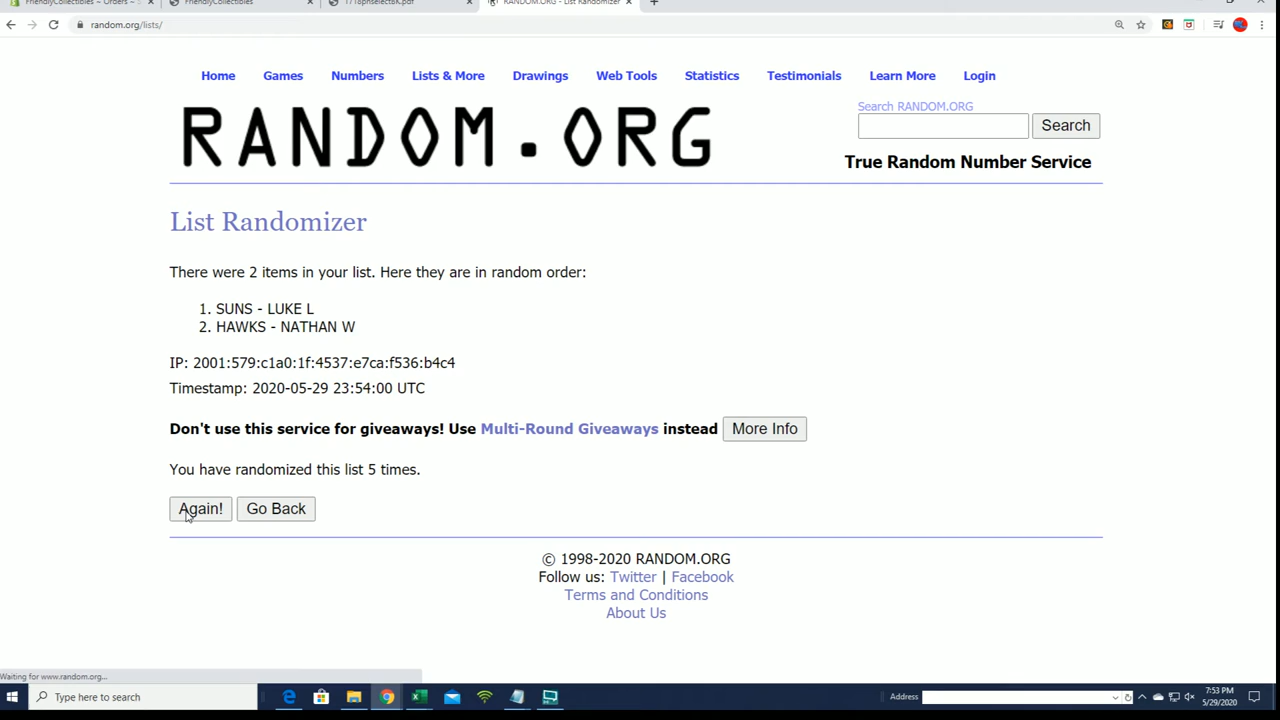 FriendlyCollectibles - Orders - S
FriendlyCollectibles
1718pnselectbk.pdf
RANDOM.ORG - List Randomizer
random.org/lists/
Home Games Numbers Lists & More Drawings Web Tools Statistics Testimonials Learn More Login
RANDOM.ORG
Search RANDOM.ORG
Search
True Random Number Service
List Randomizer
There were 2 items in your list. Here they are in random order:
1. SUNS - LUKE L
2. HAWKS - NATHAN W
IP: 2001:579:c1a0:1f:4537:e7ca:f536:b4c4
Timestamp: 2020-05-29 23:54:00 UTC
Don't use this service for giveaways! Use Multi-Round Giveaways instead More Info
You have randomized this list 5 times.
Again! Go Back
© 1998-2020 RANDOM.ORG
Follow us: Twitter | Facebook
Terms and Conditions
About Us
Waiting for www.random.org...
Type here to search
Address
7:53 PM
5/29/2020